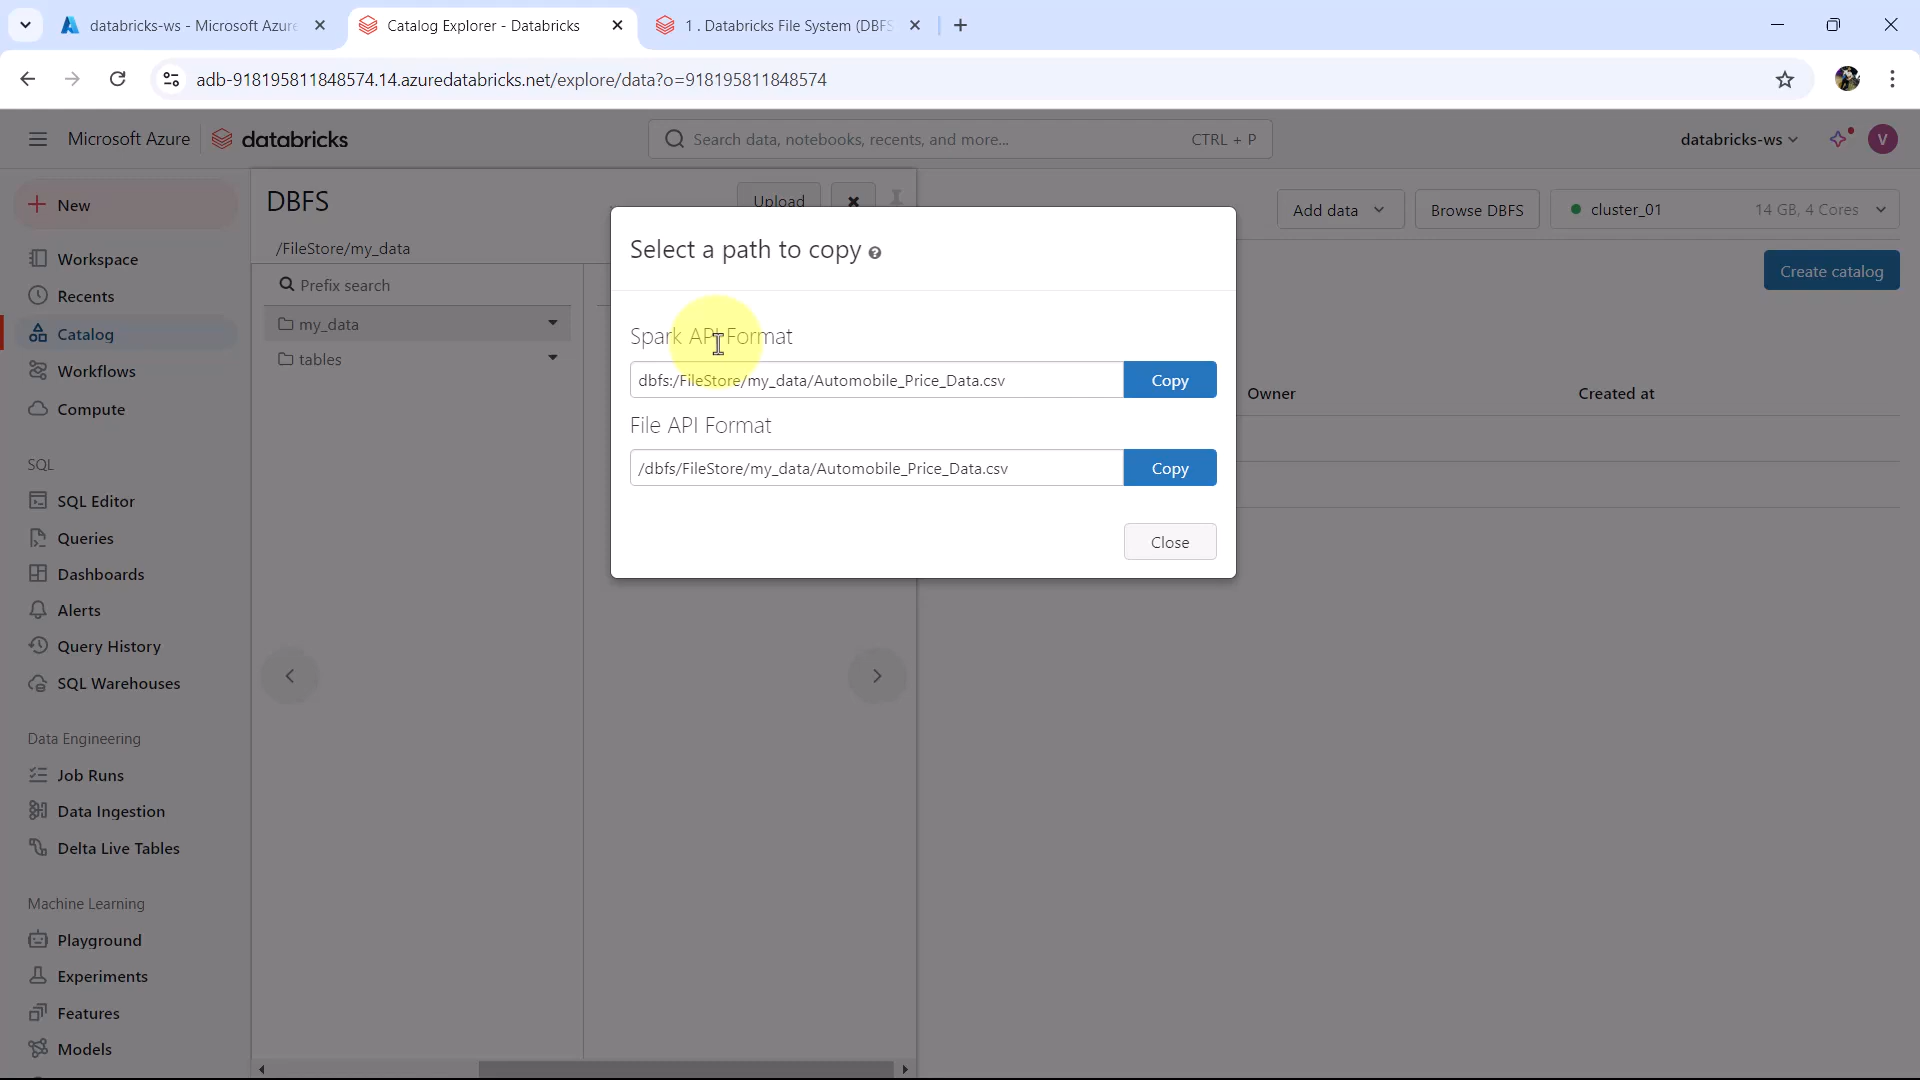 databricks-ws - Microsoft Azure
Catalog Explorer - Databricks
1 . Databricks File System (DBFS
adb-918195811848574.14.azuredatabricks.net/explore/data?o=918195811848574
Microsoft Azure
databricks
Search data, notebooks, recents, and more...
CTRL + P
databricks-ws
V
New
Workspace
Recents
Catalog
Workflows
Compute
SQL
SQL Editor
Queries
Dashboards
Alerts
Query History
SQL Warehouses
Data Engineering
Job Runs
Data Ingestion
Delta Live Tables
Machine Learning
Playground
Experiments
Features
Models
DBFS
Upload
/FileStore/my_data
Prefix search
my_data
tables
Add data
Browse DBFS
cluster_01
14 GB, 4 Cores
Create catalog
Owner
Created at
Select a path to copy
Spark API Format
dbfs:/FileStore/my_data/Automobile_Price_Data.csv
Copy
File API Format
/dbfs/FileStore/my_data/Automobile_Price_Data.csv
Copy
Close